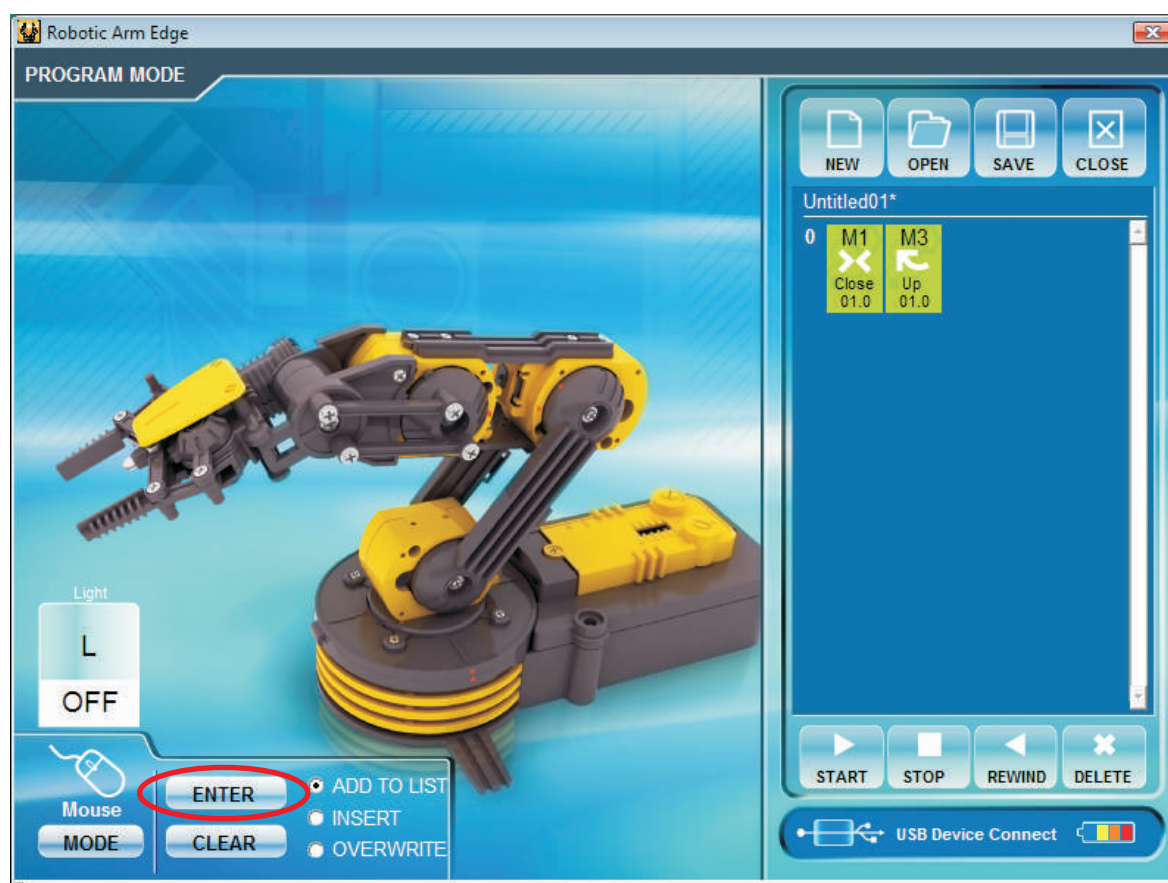 Robotic Arm Edge
PROGRAM MODE
NEW OPEN SAVE CLOSE
Untitled01*
0 M1 M3
Close Up
01.0 01.0
Light
L
OFF
Mouse
MODE
ENTER
CLEAR
ADD TO LIST
INSERT
OVERWRITE
START STOP REWIND DELETE
USB Device Connect